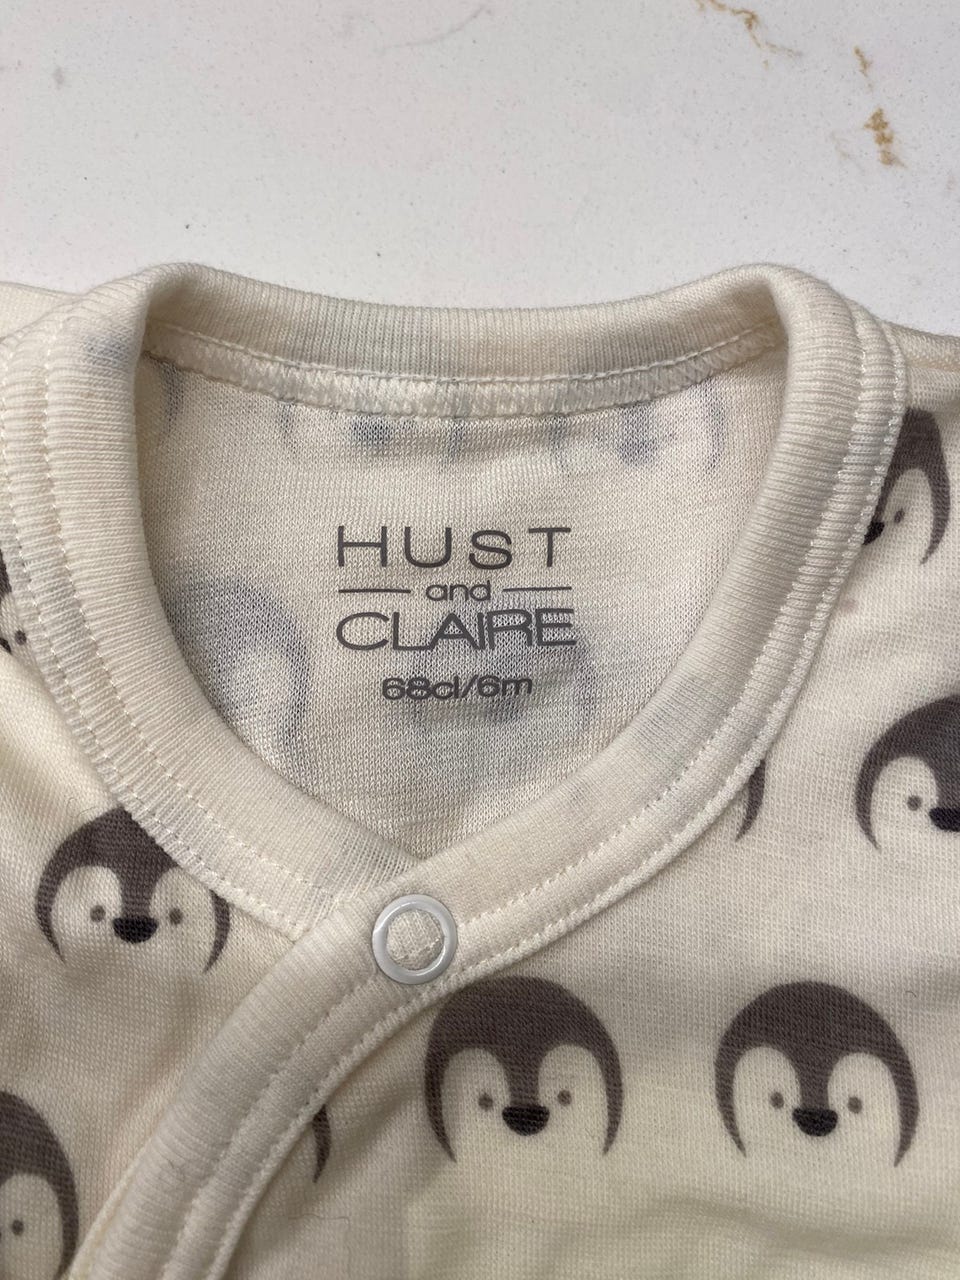 HUST
and
CLAIRE
68cl/6m